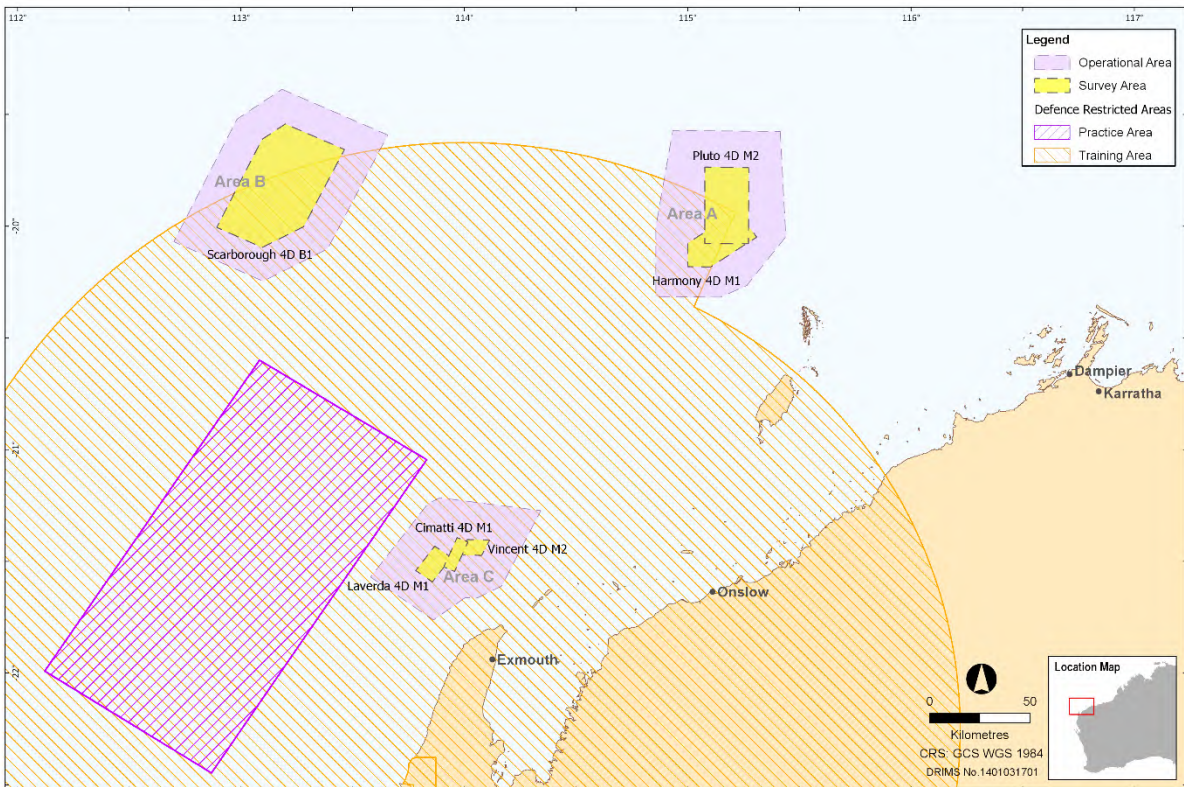 112°
113°
114°
115°
116°
117°
Legend
Operational Area
Survey Area
Defence Restricted Areas
Practice Area
Training Area
Pluto 4D M2
Area B
Area A
-20°
Scarborough 4D B1
Harmony 4D M1
Dampier
Karratha
-21°
Cimatti 4D M1
Vincent 4D M2
Area C
Laverda 4D M1
Onslow
Exmouth
-22°
Location Map
0 50
Kilometres
CRS: GCS WGS 1984
DRIMS No.1401031701